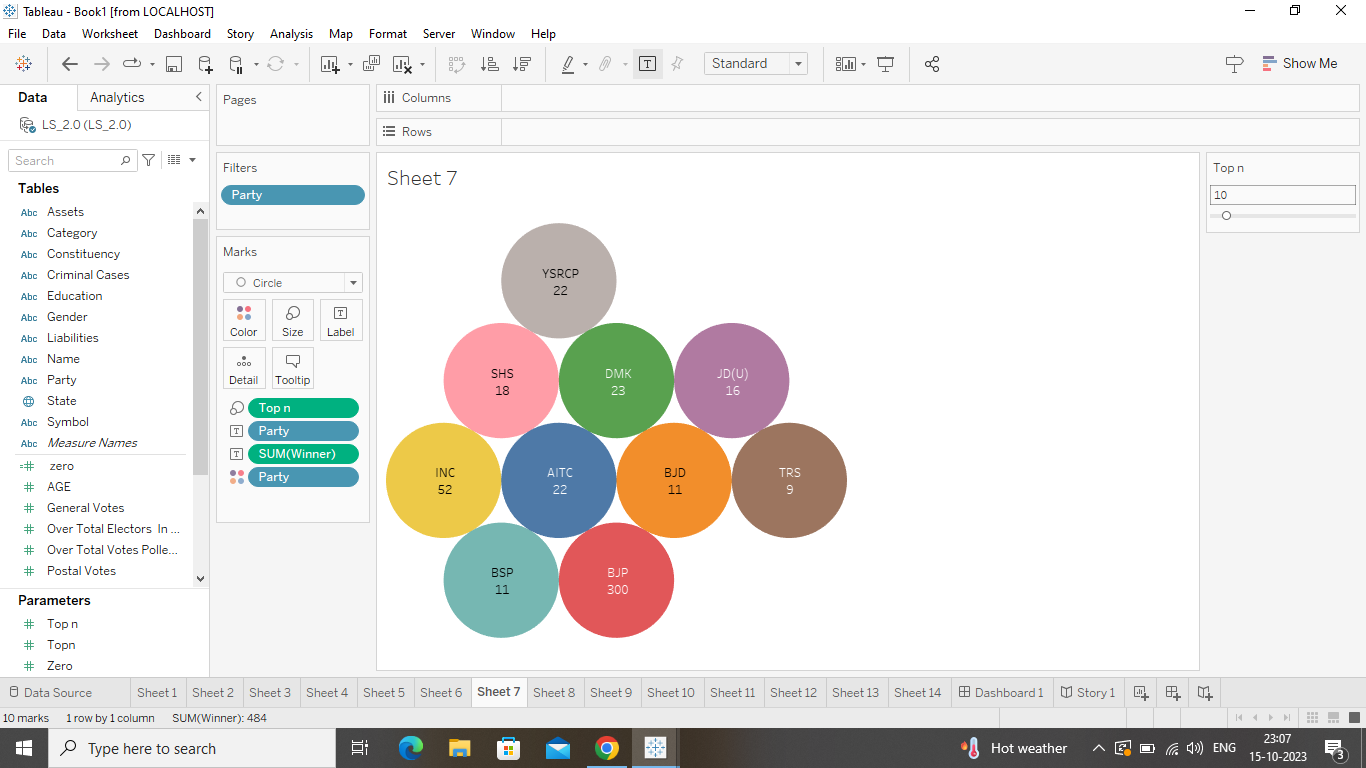 Tableau - Book1 [from LOCALHOST]
File Data Worksheet Dashboard Story Analysis Map Format Server Window Help
Standard
Show Me
Data Analytics
LS_2.0 (LS_2.0)
Search
Tables
Abc Assets
Abc Category
Abc Constituency
Abc Criminal Cases
Abc Education
Abc Gender
Abc Liabilities
Abc Name
Abc Party
State
Abc Symbol
Abc Measure Names
=# zero
# AGE
# General Votes
# Over Total Electors In ...
# Over Total Votes Polle...
# Postal Votes
Parameters
# Top n
# Topn
# Zero
Pages
Filters
Party
Marks
Circle
Color Size Label
Detail Tooltip
Top n
Party
SUM(Winner)
Party
Columns
Rows
Sheet 7
YSRCP
22
SHS
18
DMK
23
JD(U)
16
INC
52
AITC
22
BJD
11
TRS
9
BSP
11
BJP
300
Top n
10
Data Source Sheet 1 Sheet 2 Sheet 3 Sheet 4 Sheet 5 Sheet 6 Sheet 7 Sheet 8 Sheet 9 Sheet 10 Sheet 11 Sheet 12 Sheet 13 Sheet 14 Dashboard 1 Story 1
10 marks 1 row by 1 column SUM(Winner): 484
Type here to search
Hot weather
ENG
23:07
15-10-2023
3